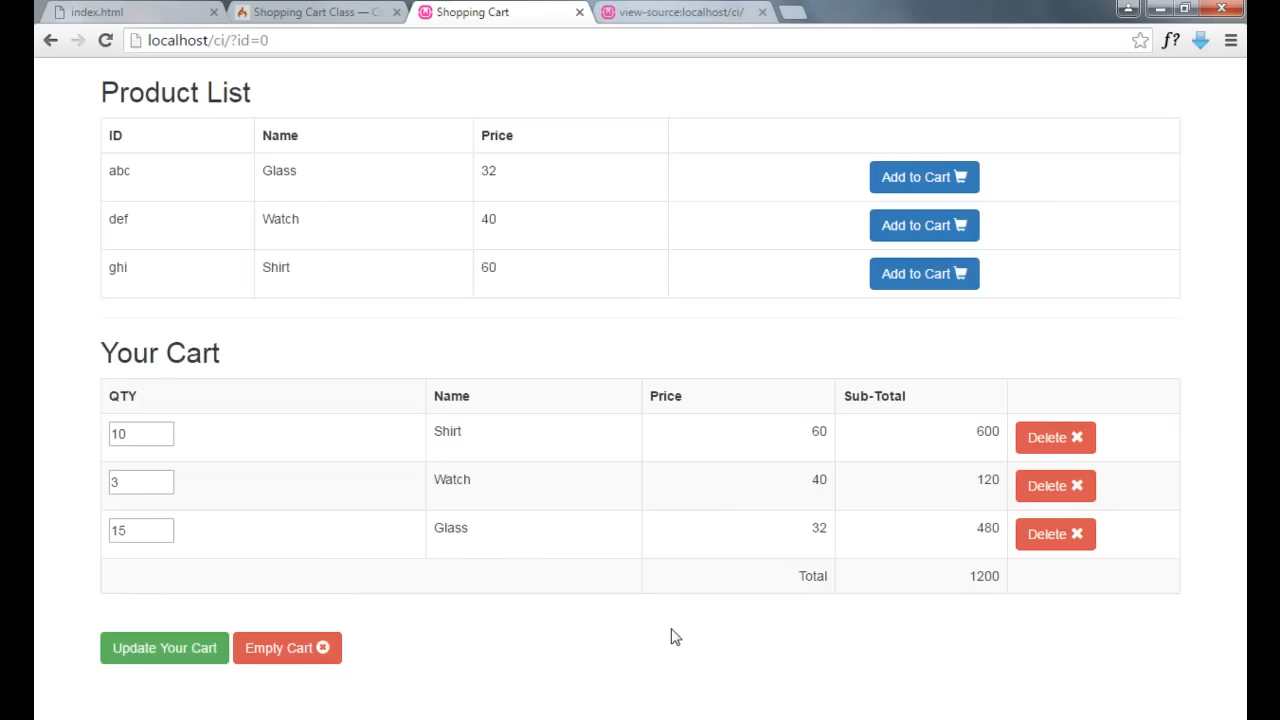 index.html
Shopping Cart Class — C
Shopping Cart
view-source:localhost/ci/
localhost/ci/?id=0
f?
Product List
ID Name Price
abc Glass 32 Add to Cart
def Watch 40 Add to Cart
ghi Shirt 60 Add to Cart
Your Cart
QTY Name Price Sub-Total
10 Shirt 60 600 Delete
3 Watch 40 120 Delete
15 Glass 32 480 Delete
Total 1200
Update Your Cart Empty Cart